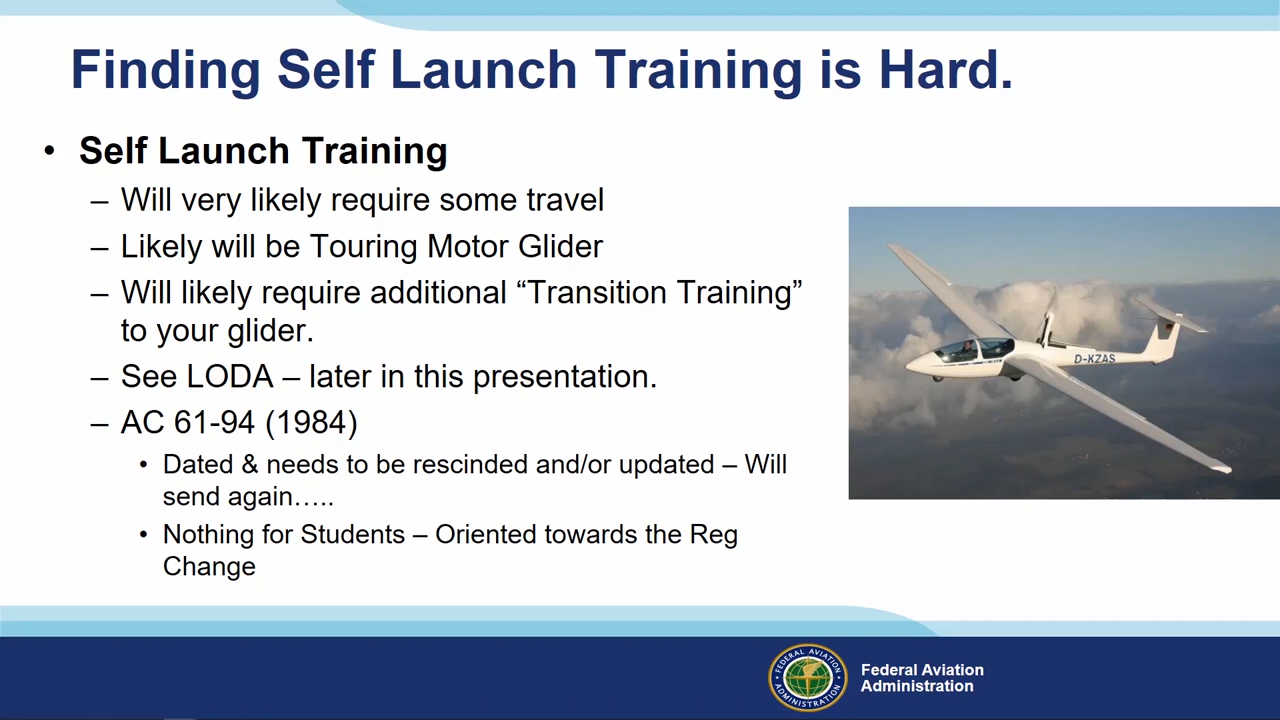 Finding Self Launch Training is Hard.
• Self Launch Training
– Will very likely require some travel
– Likely will be Touring Motor Glider
– Will likely require additional “Transition Training”
to your glider.
– See LODA – later in this presentation.
– AC 61-94 (1984)
• Dated & needs to be rescinded and/or updated – Will
send again…..
• Nothing for Students – Oriented towards the Reg
Change
D-KZAS
FEDERAL AVIATION
ADMINISTRATION
Federal Aviation
Administration